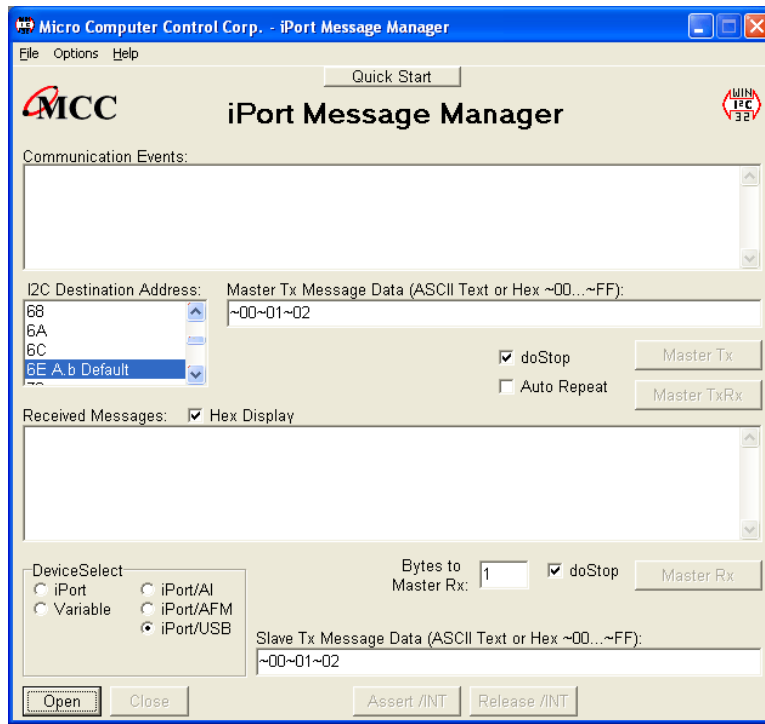 Micro Computer Control Corp. - iPort Message Manager
File Options Help
Quick Start
MCC
iPort Message Manager
WIN
I²C
32
Communication Events:
I2C Destination Address:
Master Tx Message Data (ASCII Text or Hex ~00...~FF):
68
~00~01~02
6A
6C
6E A.b Default
doStop
Master Tx
Auto Repeat
Master TxRx
Received Messages:
Hex Display
DeviceSelect
iPort
iPort/AI
Variable
iPort/AFM
iPort/USB
Bytes to
Master Rx:
1
doStop
Master Rx
Slave Tx Message Data (ASCII Text or Hex ~00...~FF):
~00~01~02
Open
Close
Assert /INT
Release /INT